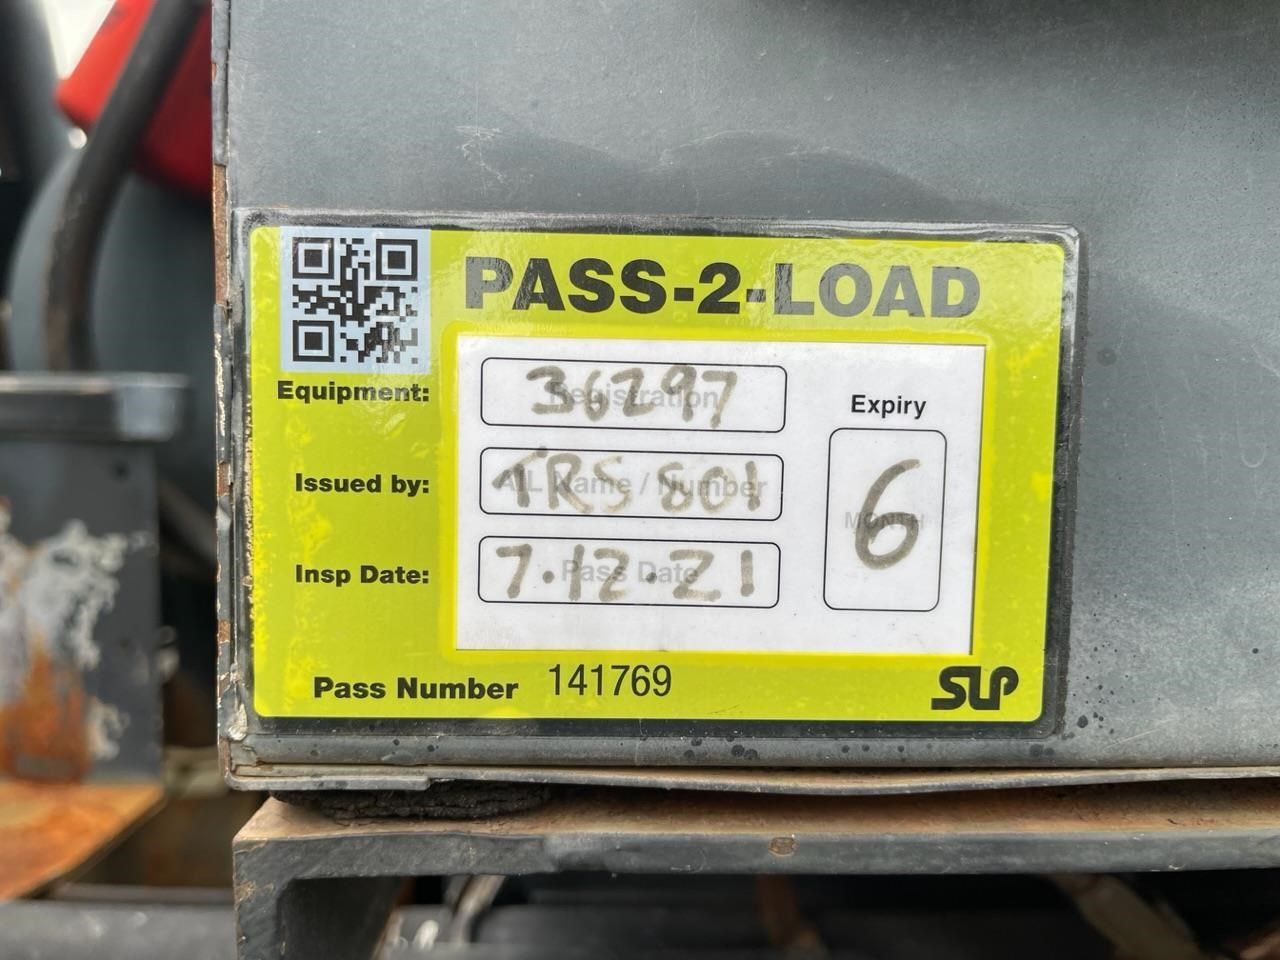 PASS-2-LOAD
Equipment:
Registration
36297
Issued by:
AIL Name / Number
TRS 801
Insp Date:
Pass Date
7.12.21
Expiry
MONTH
6
Pass Number 141769
SLP